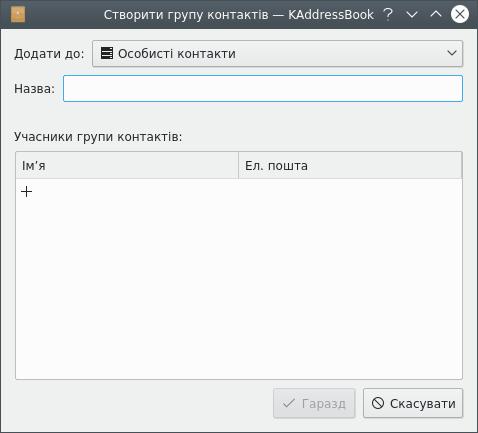 Створити групу контактів — KAddressBook
Додати до: Особисті контакти
Назва:
Учасники групи контактів:
Ім’я Ел. пошта
Гаразд Скасувати